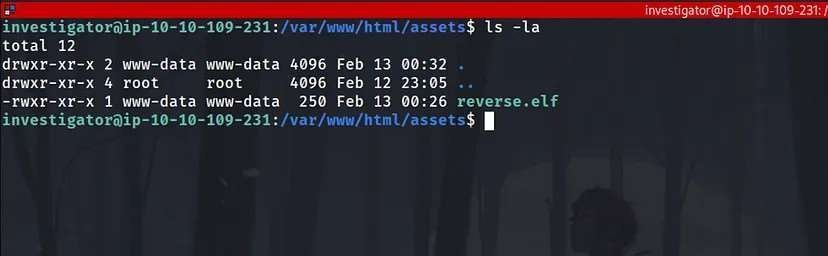 investigator@ip-10-10-109-231:/
investigator@ip-10-10-109-231:/var/www/html/assets$ ls -la
total 12
drwxr-xr-x 2 www-data www-data 4096 Feb 13 00:32 .
drwxr-xr-x 4 root     root     4096 Feb 12 23:05 ..
-rwxr-xr-x 1 www-data www-data  250 Feb 13 00:26 reverse.elf
investigator@ip-10-10-109-231:/var/www/html/assets$